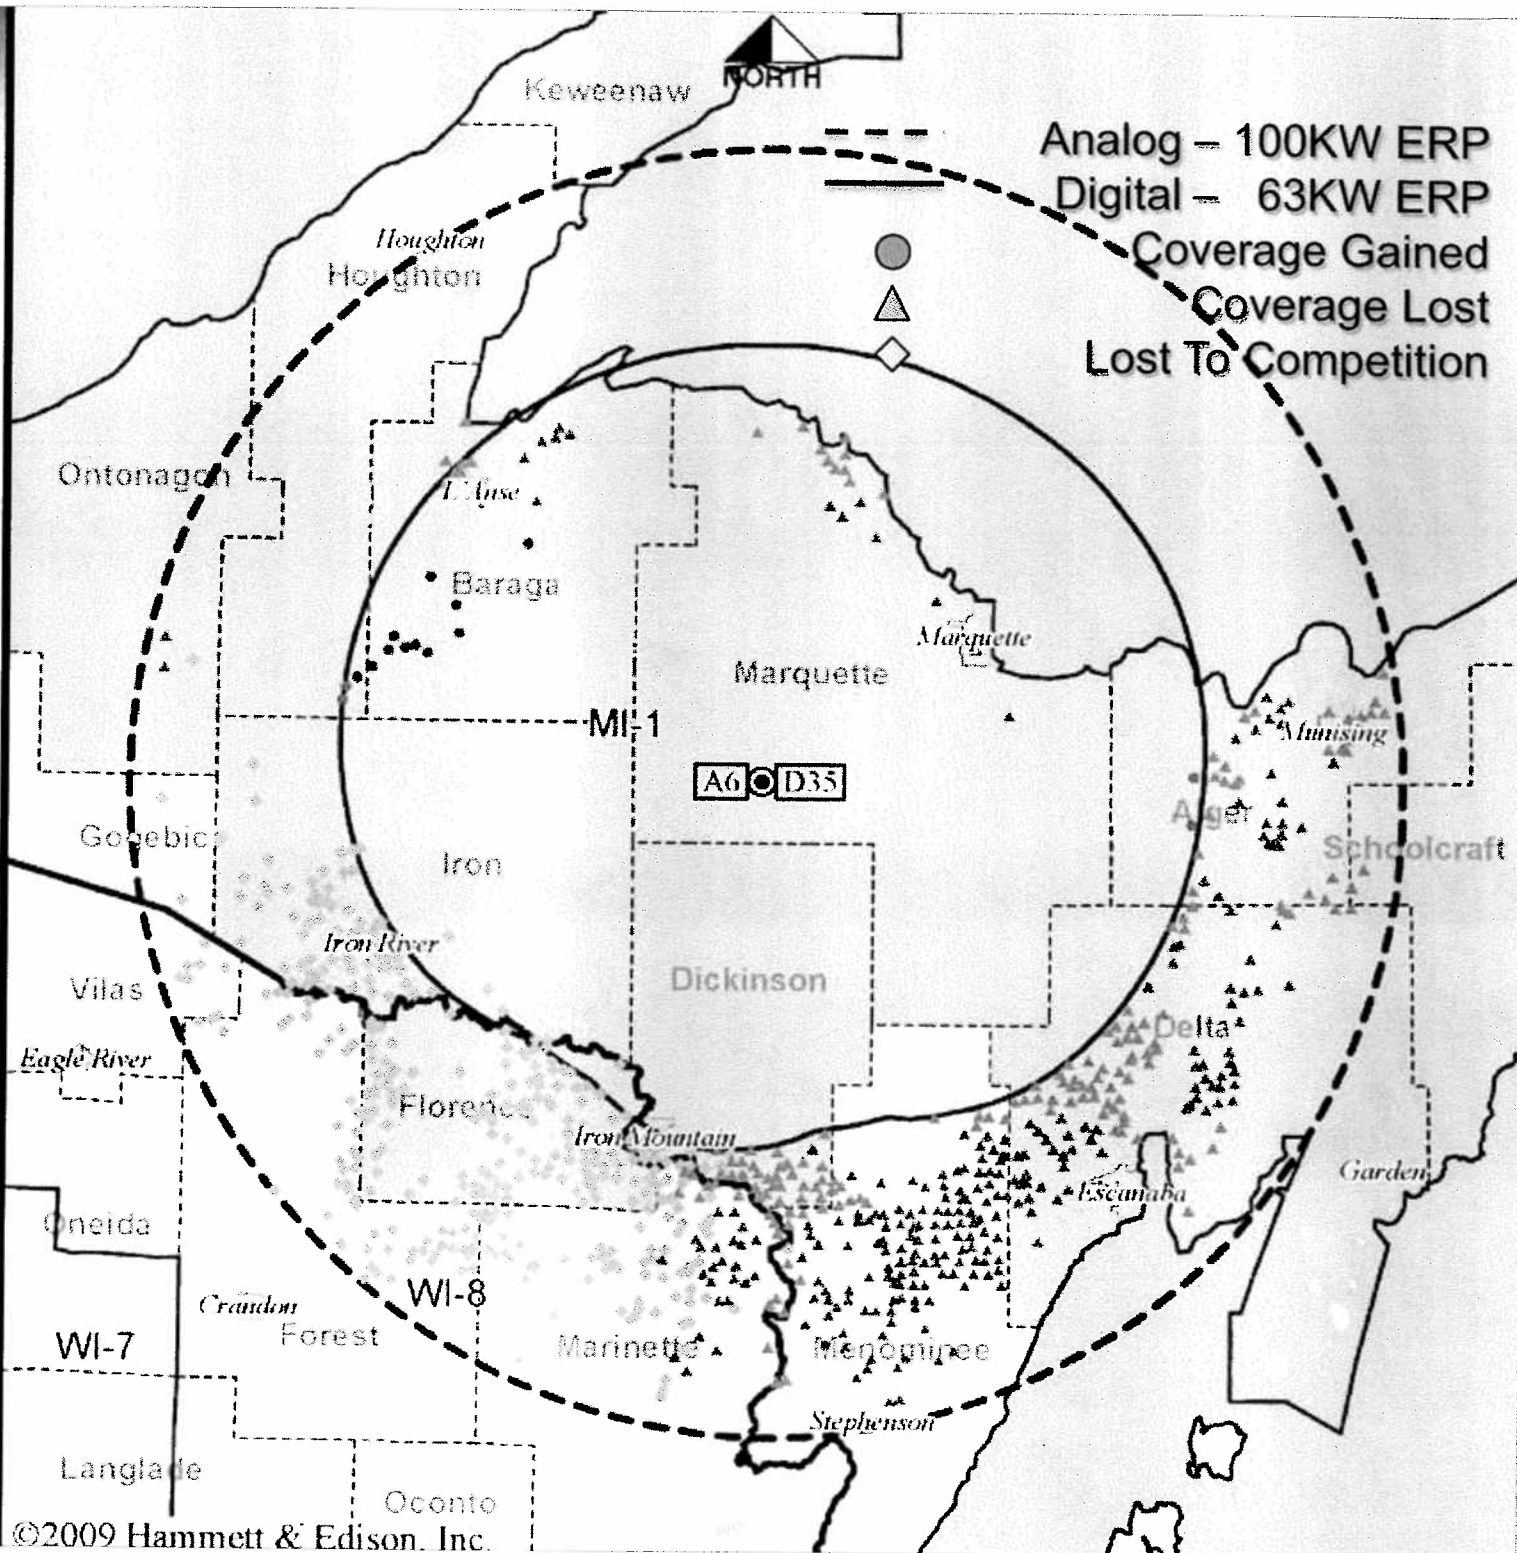 NORTH
Keweenaw
Analog – 100KW ERP
Digital – 63KW ERP
Houghton
Houghton
Coverage Gained
Coverage Lost
Lost To Competition
Ontonagon
L'Anse
Baraga
Marquette
Marquette
MI-1
Munising
A6 D35
Alger
Gogebic
Iron
Schoolcraft
Iron River
Vilas
Dickinson
Delta
Eagle River
Florence
Iron Mountain
Garden
Escanaba
Oneida
WI-8
Crandon
Forest
WI-7
Marinette
Menominee
Stephenson
Langlade
Oconto
©2009 Hammett & Edison, Inc.